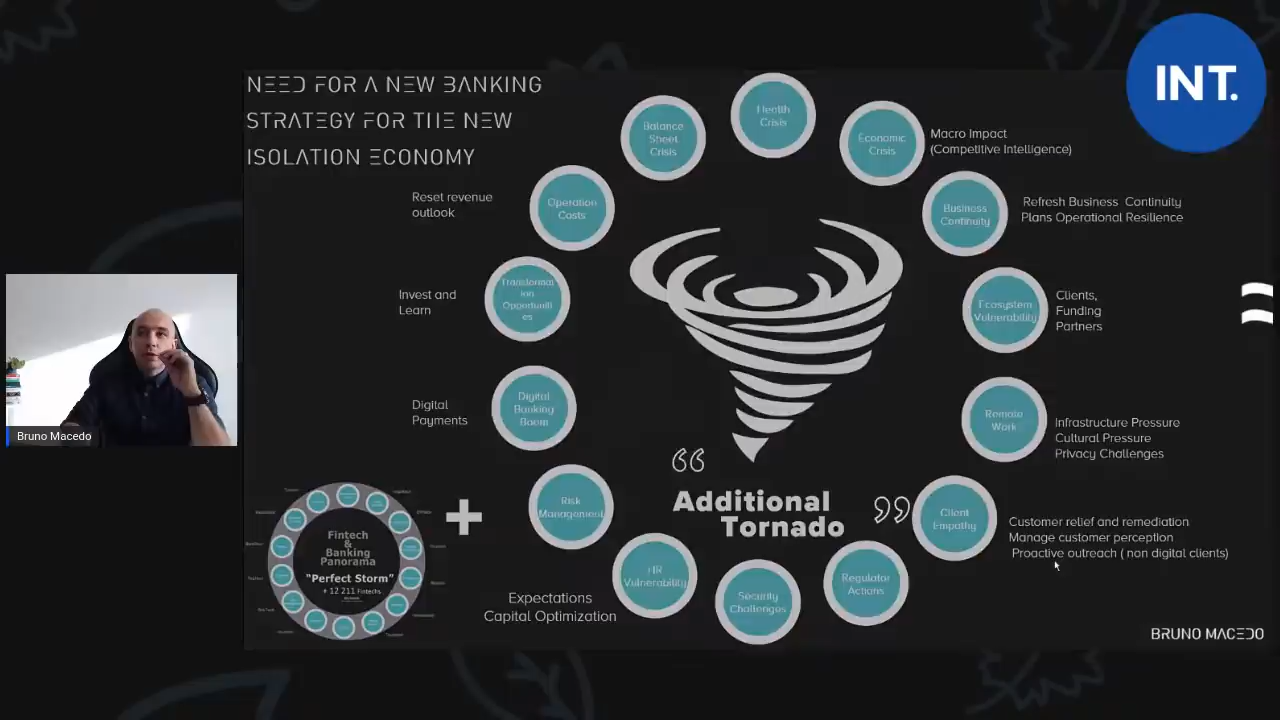 INT.
NEED FOR A NEW BANKING
STRATEGY FOR THE NEW
ISOLATION ECONOMY
Health
Crisis
Balance
Sheet
Crisis
Economic
Crisis
Macro Impact
(Competitive Intelligence)
Reset revenue
outlook
Operation
Costs
Business
Continuity
Refresh Business Continuity
Plans Operational Resilience
Invest and
Learn
Transformat
ion
Opportuniti
es
Ecosystem
Vulnerability
Clients,
Funding
Partners
Digital
Payments
Digital
Banking
Boom
Remote
Work
Infrastructure Pressure
Cultural Pressure
Privacy Challenges
Bruno Macedo
“
Additional
Tornado
”
Risk
Management
Client
Empathy
Customer relief and remediation
Manage customer perception
Proactive outreach ( non digital clients)
Fintech
&
Banking
Panorama
"Perfect Storm"
+ 12 211 Fintechs
+
HR
Vulnerability
Security
Challenges
Regulator
Actions
Expectations
Capital Optimization
BRUNO MACEDO